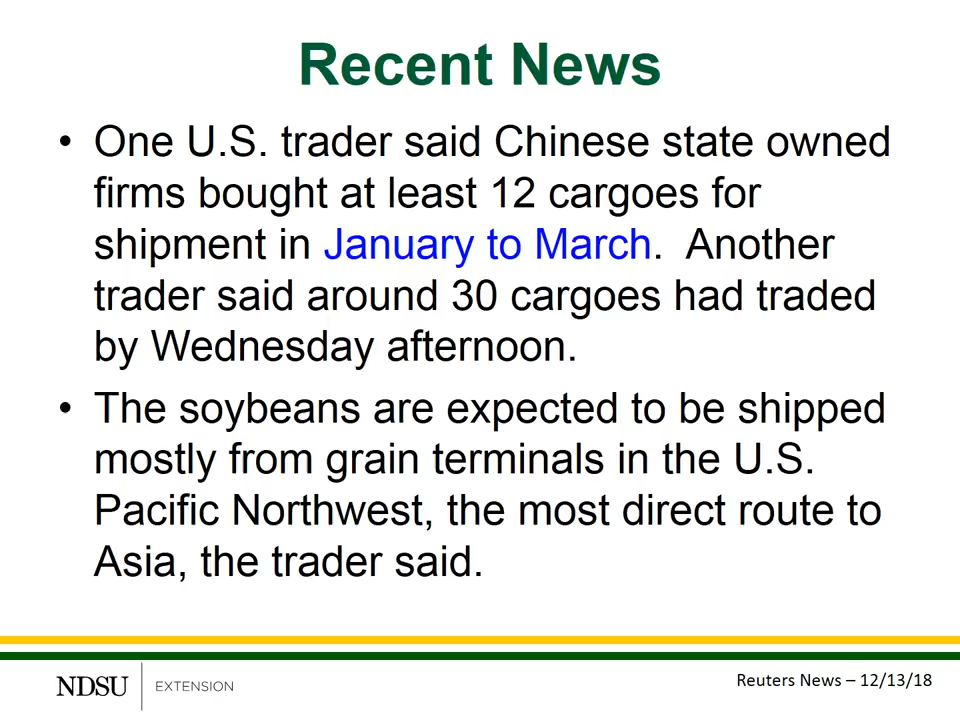 Recent News
• One U.S. trader said Chinese state owned
firms bought at least 12 cargoes for
shipment in January to March.  Another
trader said around 30 cargoes had traded
by Wednesday afternoon.
• The soybeans are expected to be shipped
mostly from grain terminals in the U.S.
Pacific Northwest, the most direct route to
Asia, the trader said.
NDSU EXTENSION
Reuters News – 12/13/18